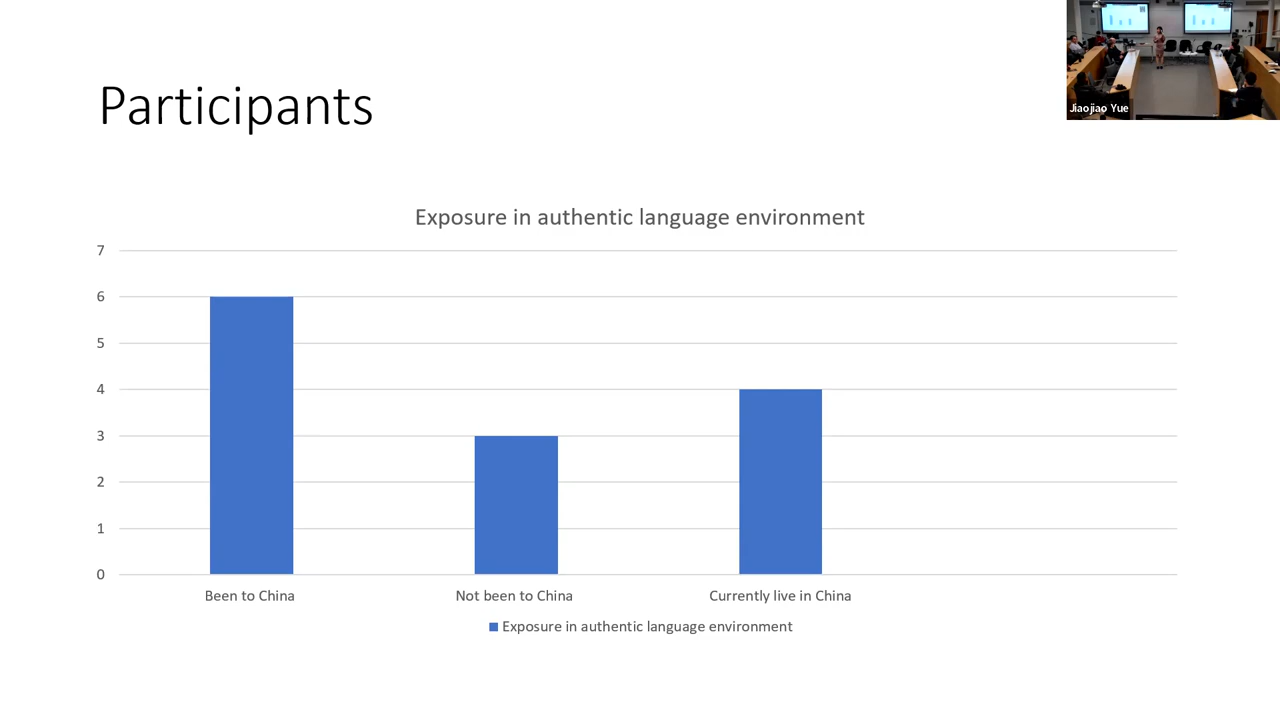 Jiaojiao Yue
Participants
Exposure in authentic language environment
7
6
5
4
3
2
1
0
Been to China
Not been to China
Currently live in China
Exposure in authentic language environment